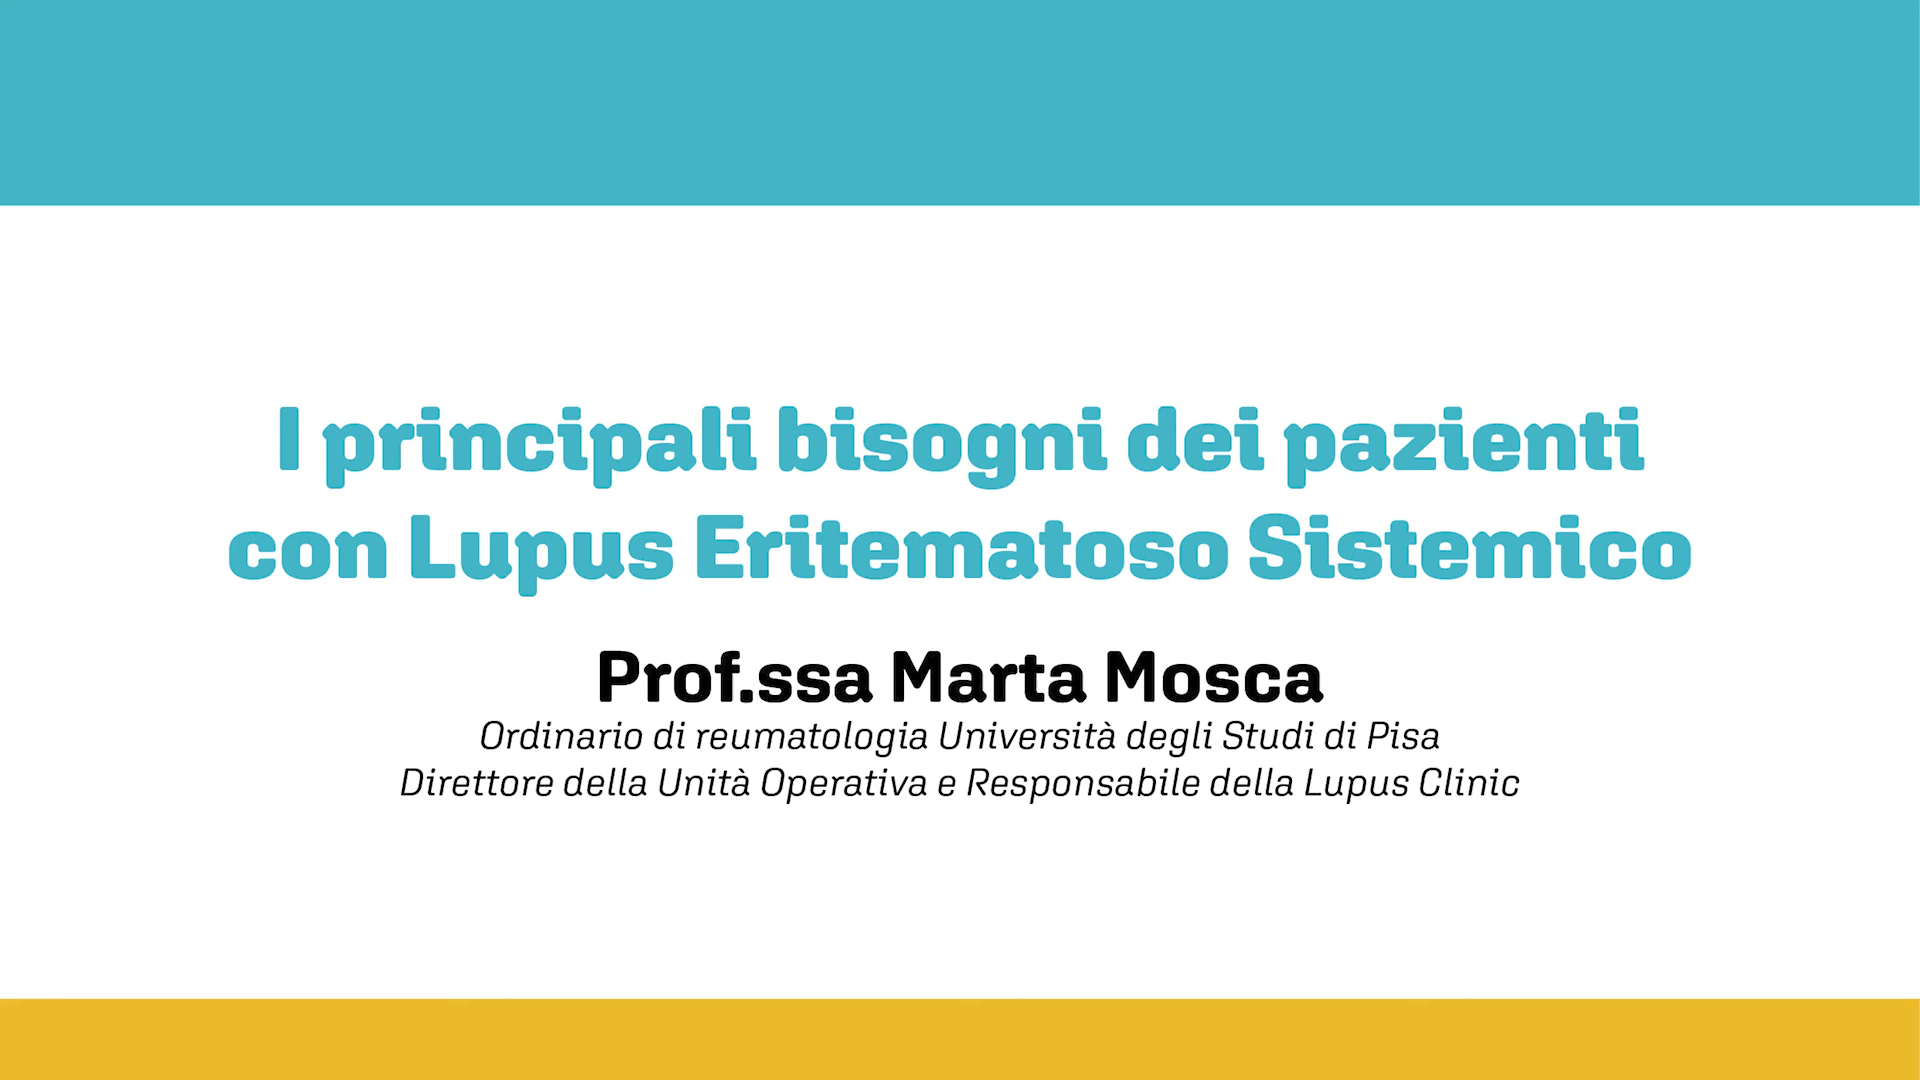 I principali bisogni dei pazienti
con Lupus Eritematoso Sistemico
Prof.ssa Marta Mosca
Ordinario di reumatologia Università degli Studi di Pisa
Direttore della Unità Operativa e Responsabile della Lupus Clinic